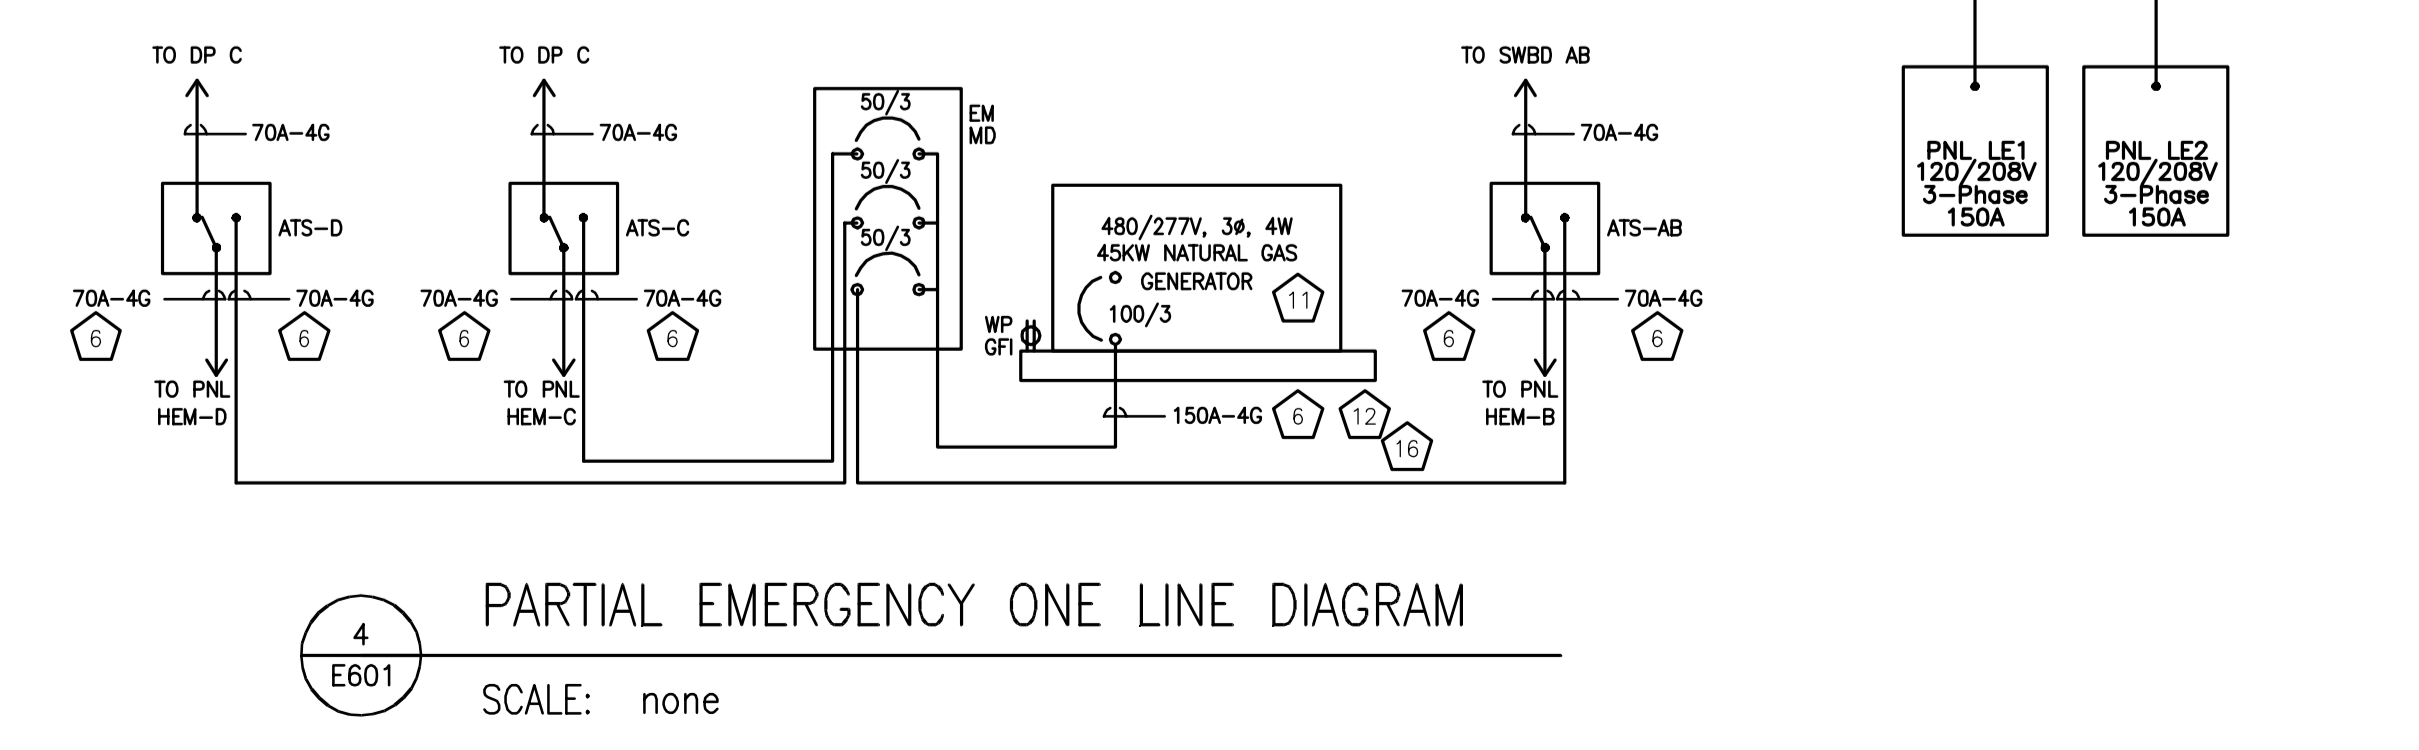 TO DP C
70A-4G
ATS-D
70A-4G
70A-4G
6
6
TO PNL
HEM-D
TO DP C
70A-4G
ATS-C
70A-4G
70A-4G
6
6
TO PNL
HEM-C
50/3
50/3
50/3
EM
MD
480/277V, 3ø, 4W
45KW NATURAL GAS
GENERATOR
11
100/3
WP
GFI
150A-4G
6
12
16
TO SWBD AB
70A-4G
ATS-AB
70A-4G
70A-4G
6
6
TO PNL
HEM-B
PNL LE1
120/208V
3-Phase
150A
PNL LE2
120/208V
3-Phase
150A
4
E601
PARTIAL EMERGENCY ONE LINE DIAGRAM
SCALE: none